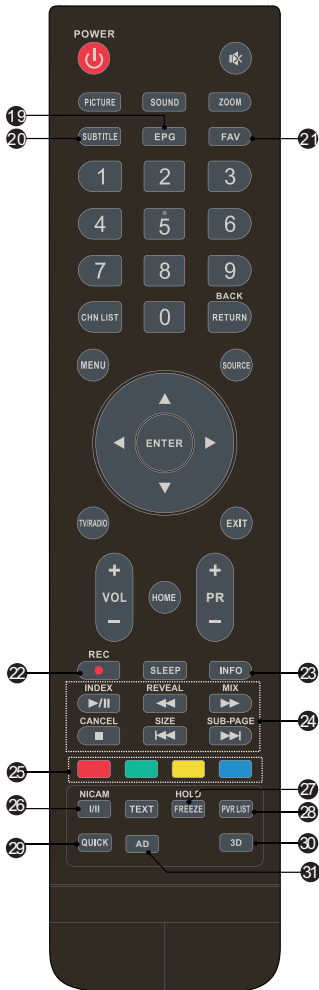 POWER
PICTURE SOUND ZOOM
19
20 SUBTITLE EPG FAV 21
1 2 3
4 5 6
7 8 9
BACK
CHN LIST 0 RETURN
MENU SOURCE
ENTER
TV/RADIO EXIT
+ +
VOL HOME PR
− −
REC
22 SLEEP INFO 23
INDEX REVEAL MIX
24
CANCEL SIZE SUB-PAGE
25
27
NICAM HOLD
26 I/II TEXT FREEZE PVR LIST 28
29 QUICK AD 3D 30
31